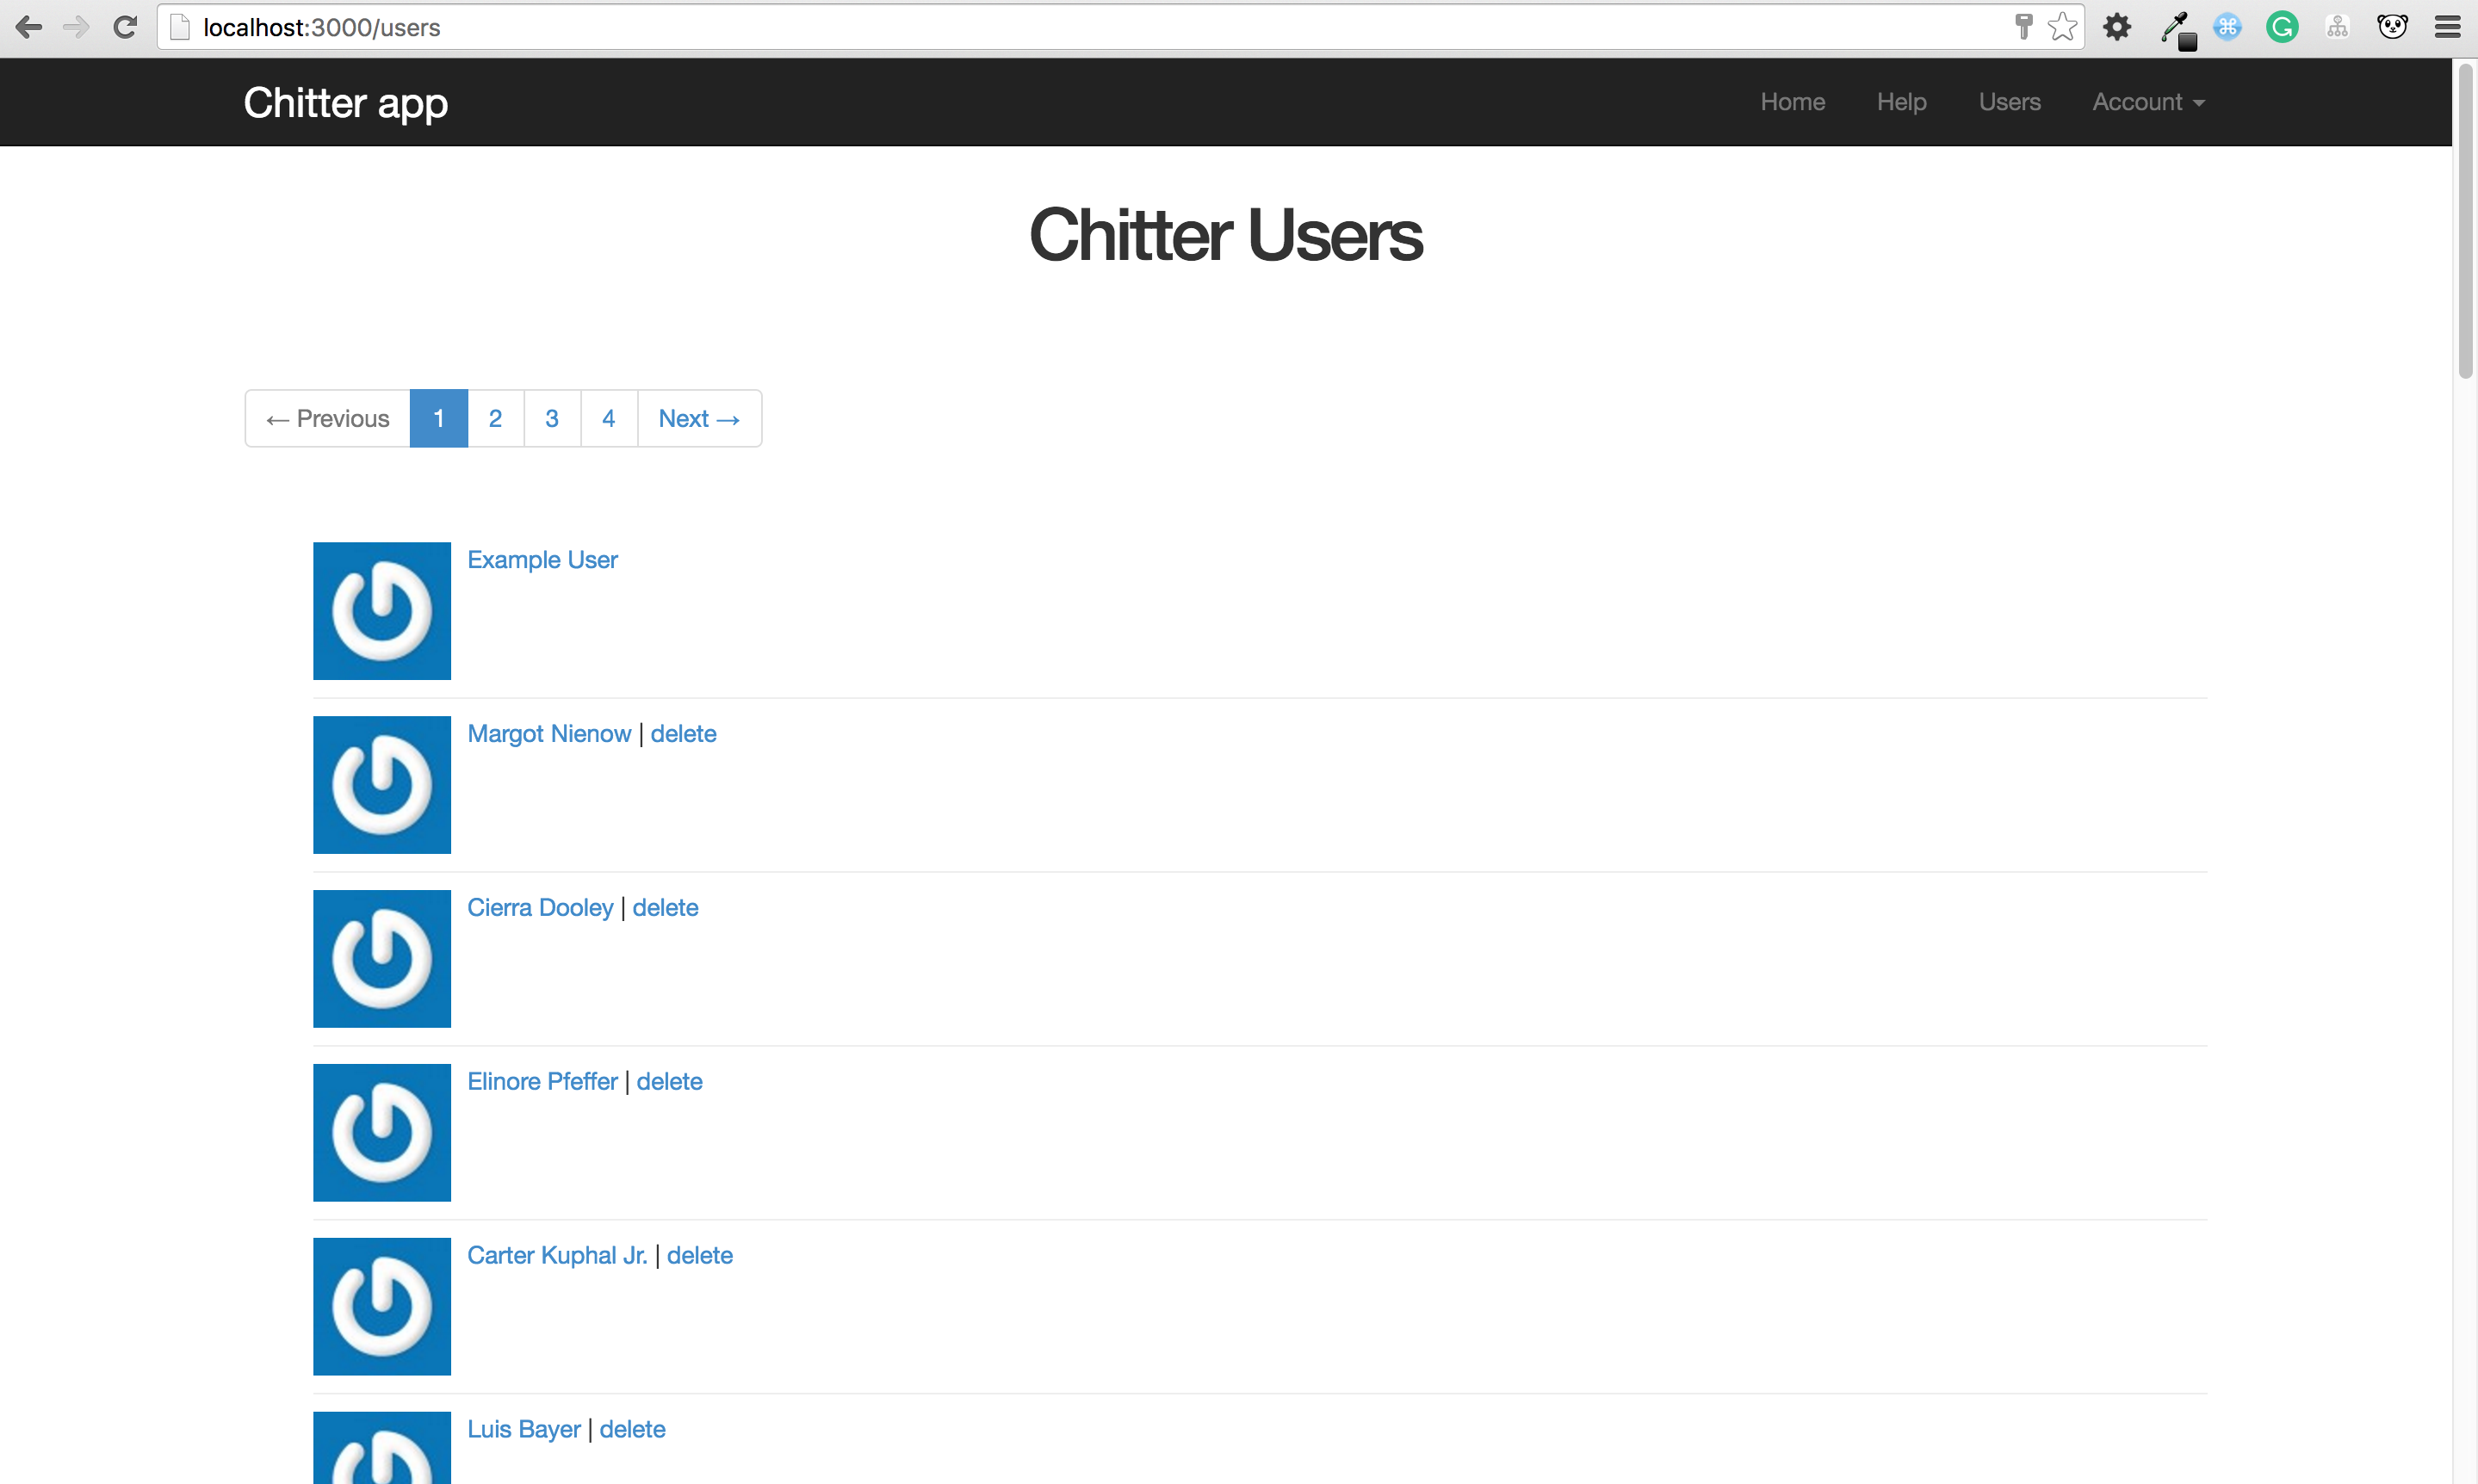 localhost:3000/users
Chitter app Home Help Users Account
Chitter Users
← Previous 1 2 3 4 Next →
Example User
Margot Nienow | delete
Cierra Dooley | delete
Elinore Pfeffer | delete
Carter Kuphal Jr. | delete
Luis Bayer | delete